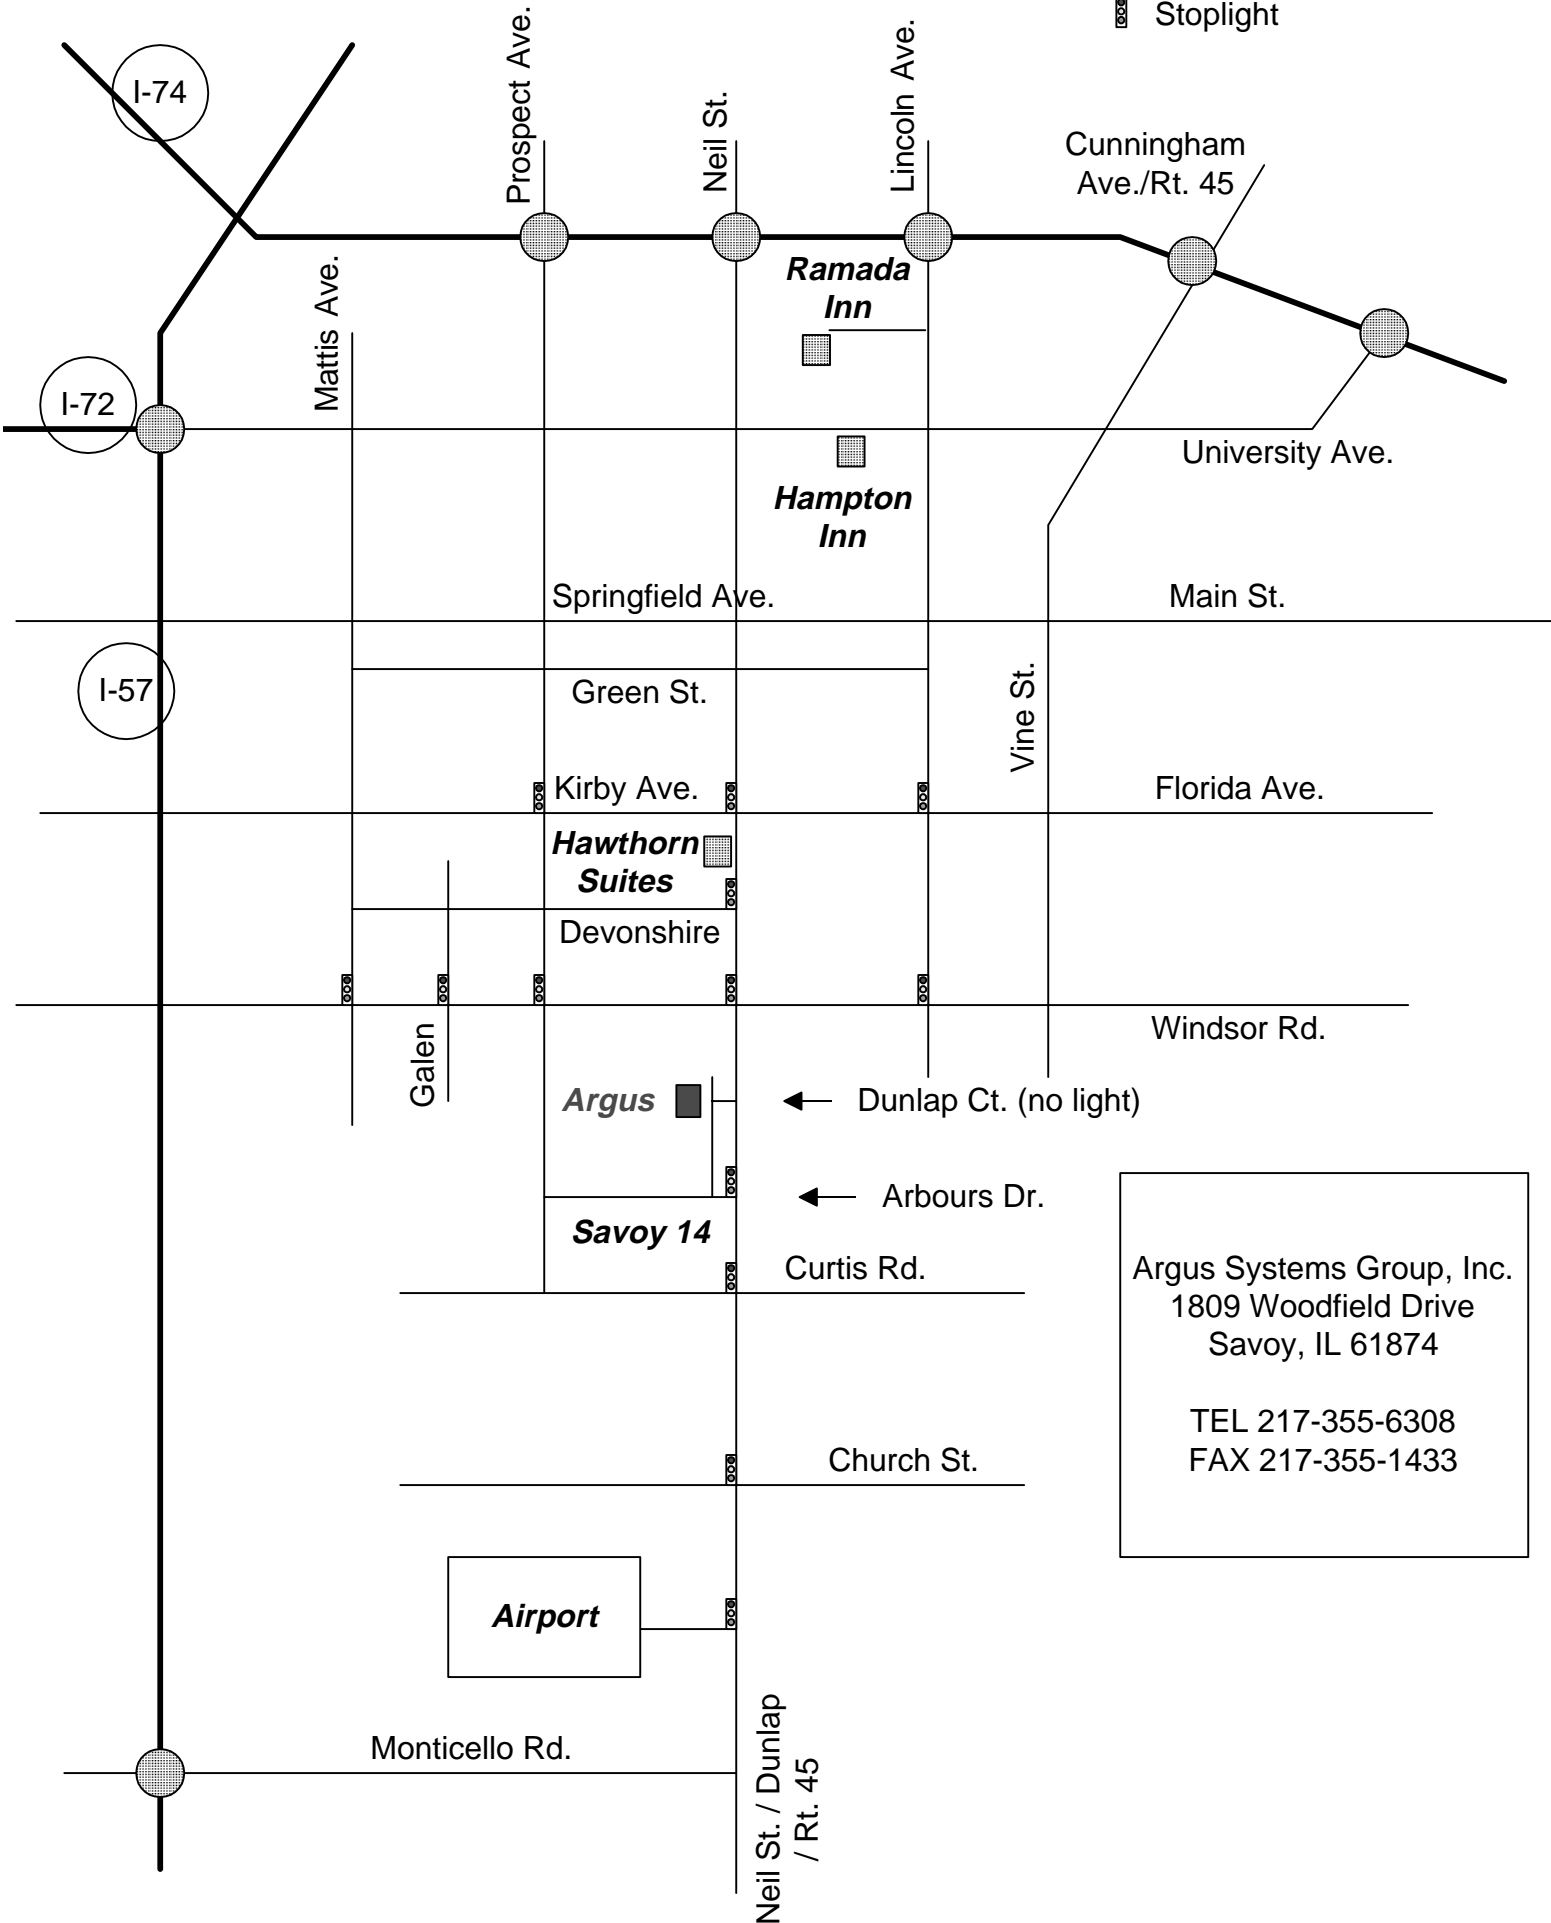 Stoplight
I-74
Prospect Ave.
Neil St.
Lincoln Ave.
Cunningham
Ave./Rt. 45
Ramada
Inn
Mattis Ave.
I-72
University Ave.
Hampton
Inn
Springfield Ave.
Main St.
I-57
Green St.
Vine St.
Kirby Ave.
Florida Ave.
Hawthorn
Suites
Devonshire
Windsor Rd.
Galen
Argus
Dunlap Ct. (no light)
Arbours Dr.
Savoy 14
Curtis Rd.
Argus Systems Group, Inc.
1809 Woodfield Drive
Savoy, IL 61874
TEL 217-355-6308
FAX 217-355-1433
Church St.
Airport
Monticello Rd.
Neil St. / Dunlap
/ Rt. 45